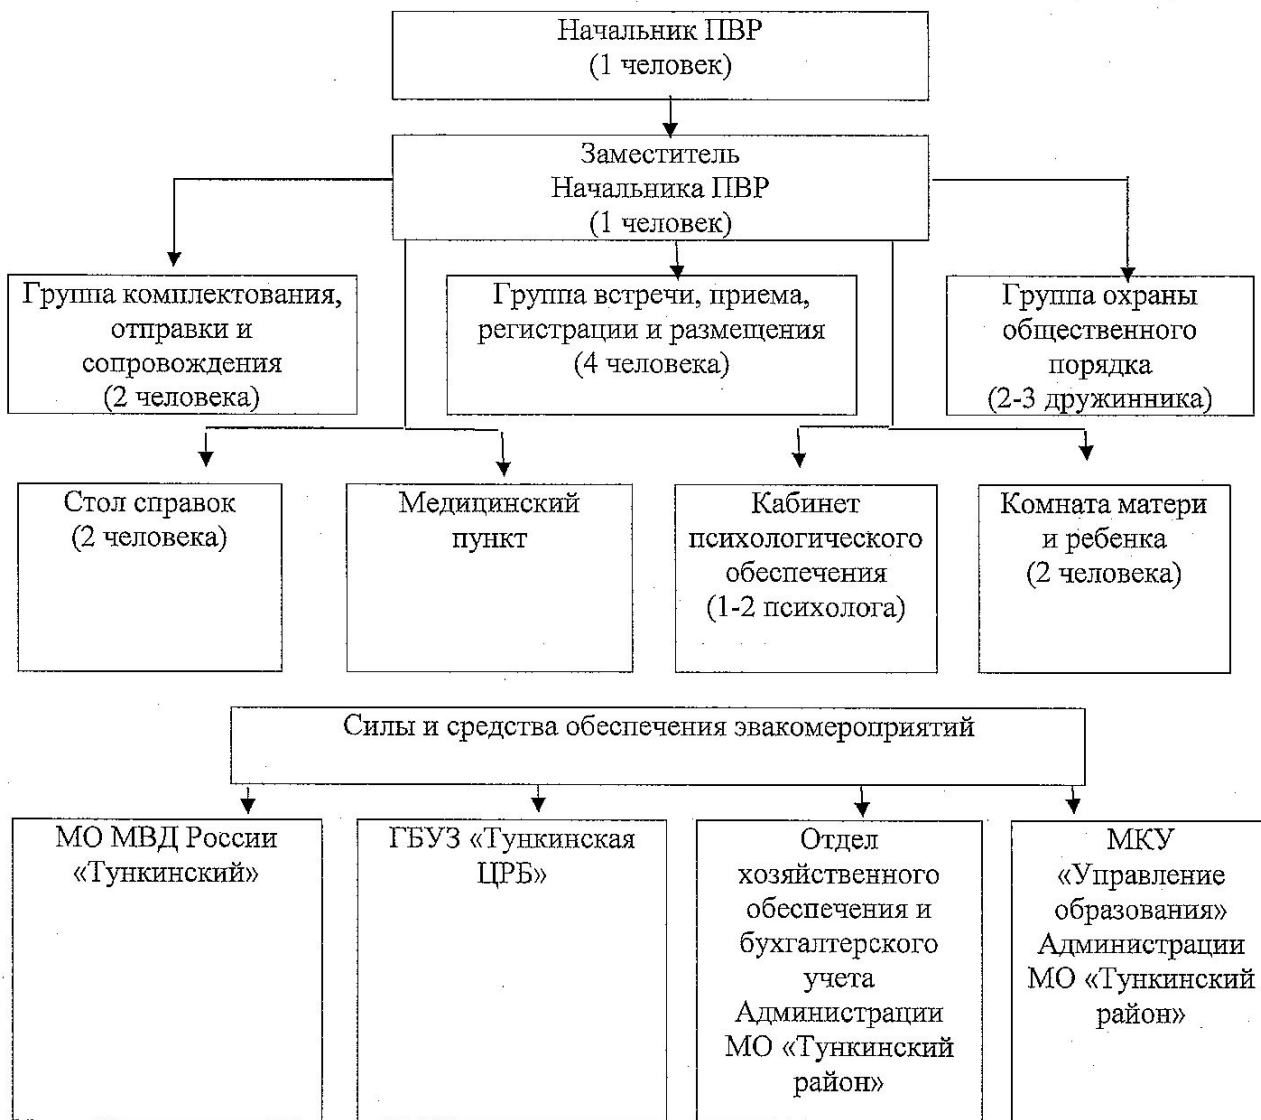 Начальник ПВР
(1 человек)
Заместитель
Начальника ПВР
(1 человек)
Группа комплектования,
отправки и
сопровождения
(2 человека)
Группа встречи, приема,
регистрации и размещения
(4 человека)
Группа охраны
общественного
порядка
(2-3 дружинника)
Стол справок
(2 человека)
Медицинский
пункт
Кабинет
психологического
обеспечения
(1-2 психолога)
Комната матери
и ребенка
(2 человека)
Силы и средства обеспечения эвакомероприятий
МО МВД России
«Тункинский»
ГБУЗ «Тункинская
ЦРБ»
Отдел
хозяйственного
обеспечения и
бухгалтерского
учета
Администрации
МО «Тункинский
район»
МКУ
«Управление
образования»
Администрации
МО «Тункинский
район»